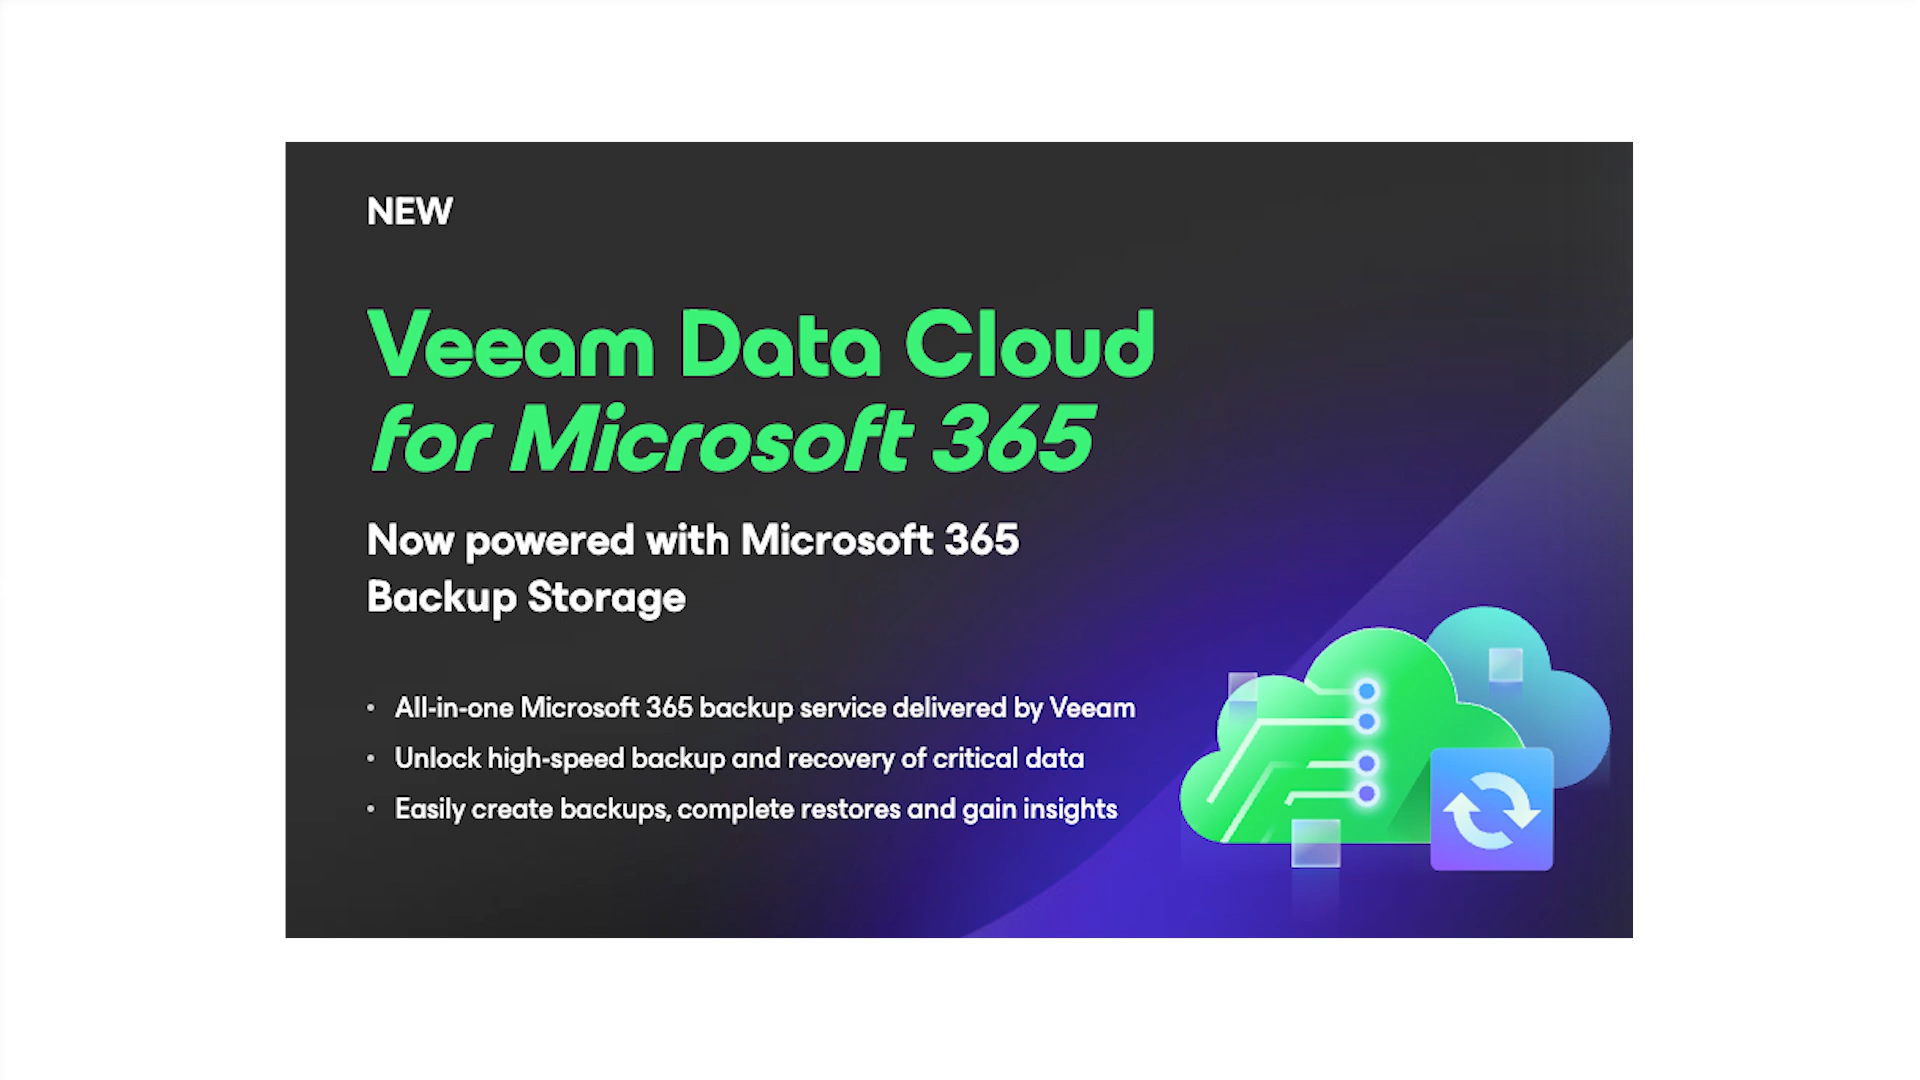 NEW
Veeam Data Cloud
for Microsoft 365
Now powered with Microsoft 365
Backup Storage
• All-in-one Microsoft 365 backup service delivered by Veeam
• Unlock high-speed backup and recovery of critical data
• Easily create backups, complete restores and gain insights